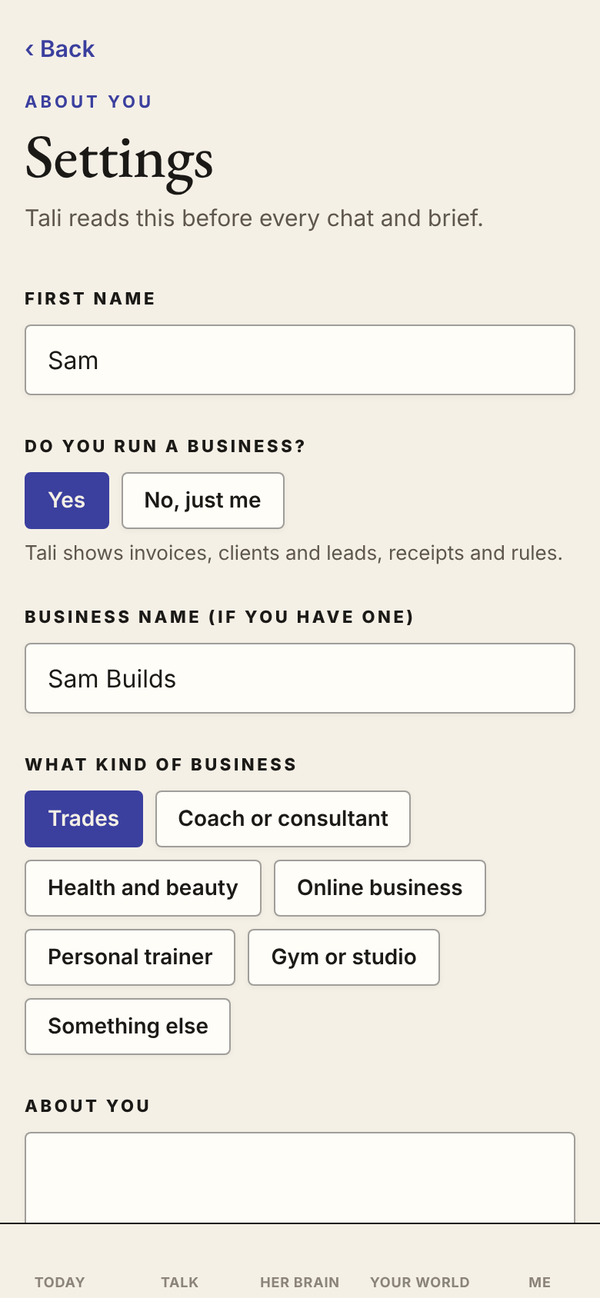 ‹ Back
ABOUT YOU
Settings
Tali reads this before every chat and brief.
FIRST NAME
Sam
DO YOU RUN A BUSINESS?
Yes
No, just me
Tali shows invoices, clients and leads, receipts and rules.
BUSINESS NAME (IF YOU HAVE ONE)
Sam Builds
WHAT KIND OF BUSINESS
Trades
Coach or consultant
Health and beauty
Online business
Personal trainer
Gym or studio
Something else
ABOUT YOU
TODAY
TALK
HER BRAIN
YOUR WORLD
ME